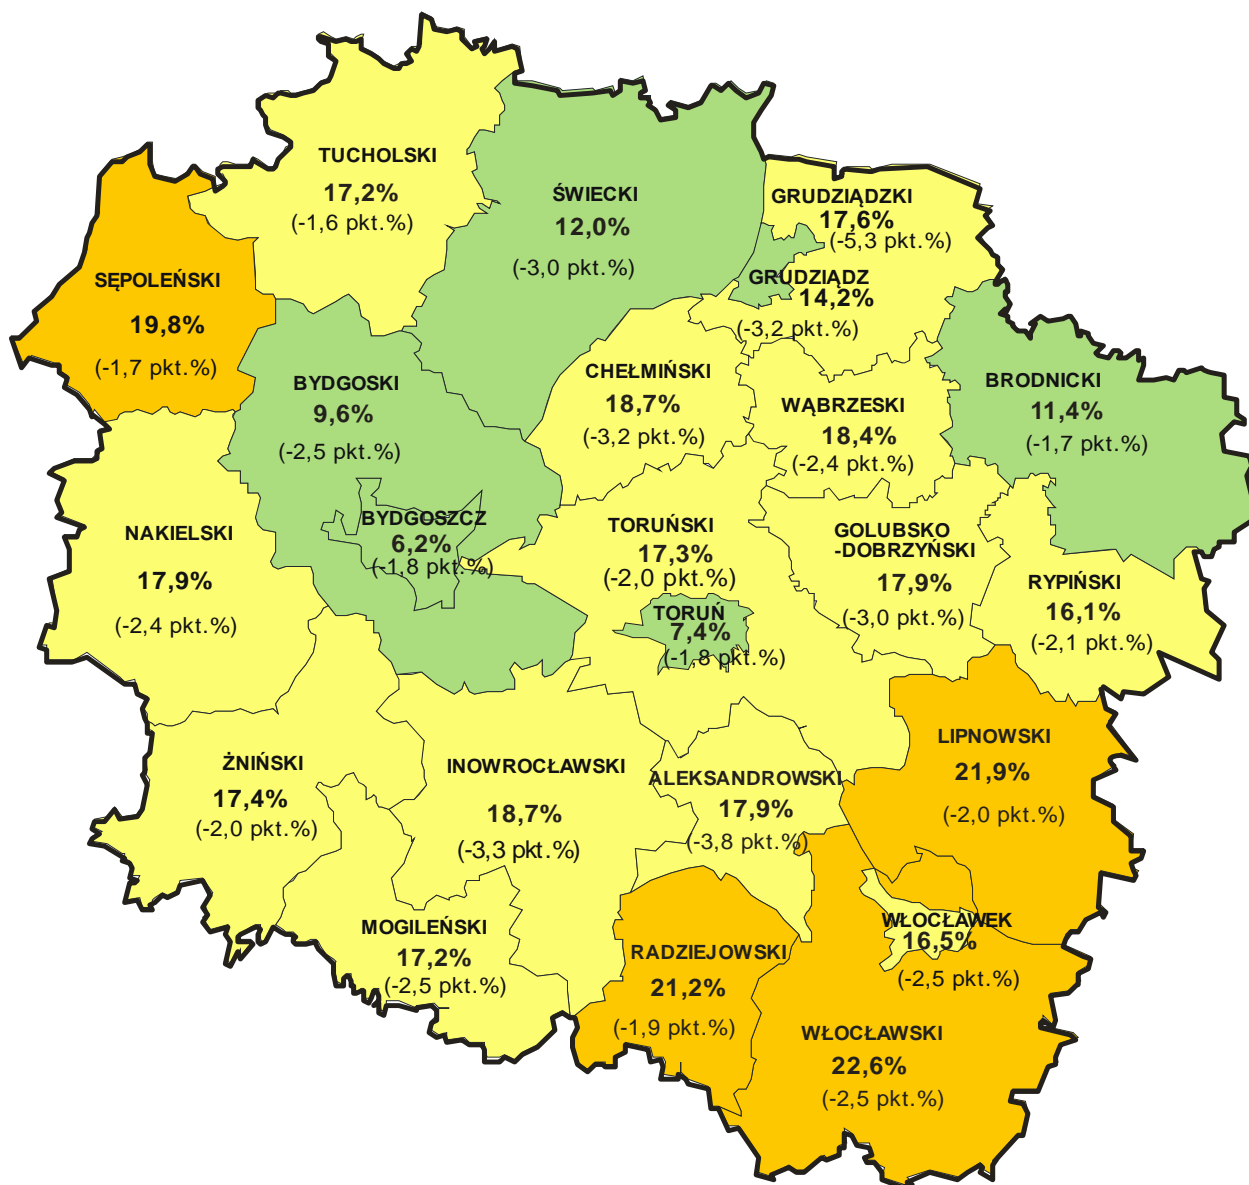 TUCHOLSKI
17,2%
(-1,6 pkt.%)
ŚWIECKI
12,0%
(-3,0 pkt.%)
GRUDZIĄDZKI
17,6%
(-5,3 pkt.%)
GRUDZIĄDZ
14,2%
(-3,2 pkt.%)
SĘPOLEŃSKI
19,8%
(-1,7 pkt.%)
BYDGOSKI
9,6%
(-2,5 pkt.%)
CHEŁMIŃSKI
18,7%
(-3,2 pkt.%)
WĄBRZESKI
18,4%
(-2,4 pkt.%)
BRODNICKI
11,4%
(-1,7 pkt.%)
NAKIELSKI
17,9%
(-2,4 pkt.%)
BYDGOSZCZ
6,2%
(-1,8 pkt.%)
TORUŃSKI
17,3%
(-2,0 pkt.%)
TORUŃ
7,4%
(-1,8 pkt.%)
GOLUBSKO
-DOBRZYŃSKI
17,9%
(-3,0 pkt.%)
RYPIŃSKI
16,1%
(-2,1 pkt.%)
ŻNIŃSKI
17,4%
(-2,0 pkt.%)
INOWROCŁAWSKI
18,7%
(-3,3 pkt.%)
ALEKSANDROWSKI
17,9%
(-3,8 pkt.%)
LIPNOWSKI
21,9%
(-2,0 pkt.%)
MOGILEŃSKI
17,2%
(-2,5 pkt.%)
RADZIEJOWSKI
21,2%
(-1,9 pkt.%)
WŁOCŁAWEK
16,5%
(-2,5 pkt.%)
WŁOCŁAWSKI
22,6%
(-2,5 pkt.%)